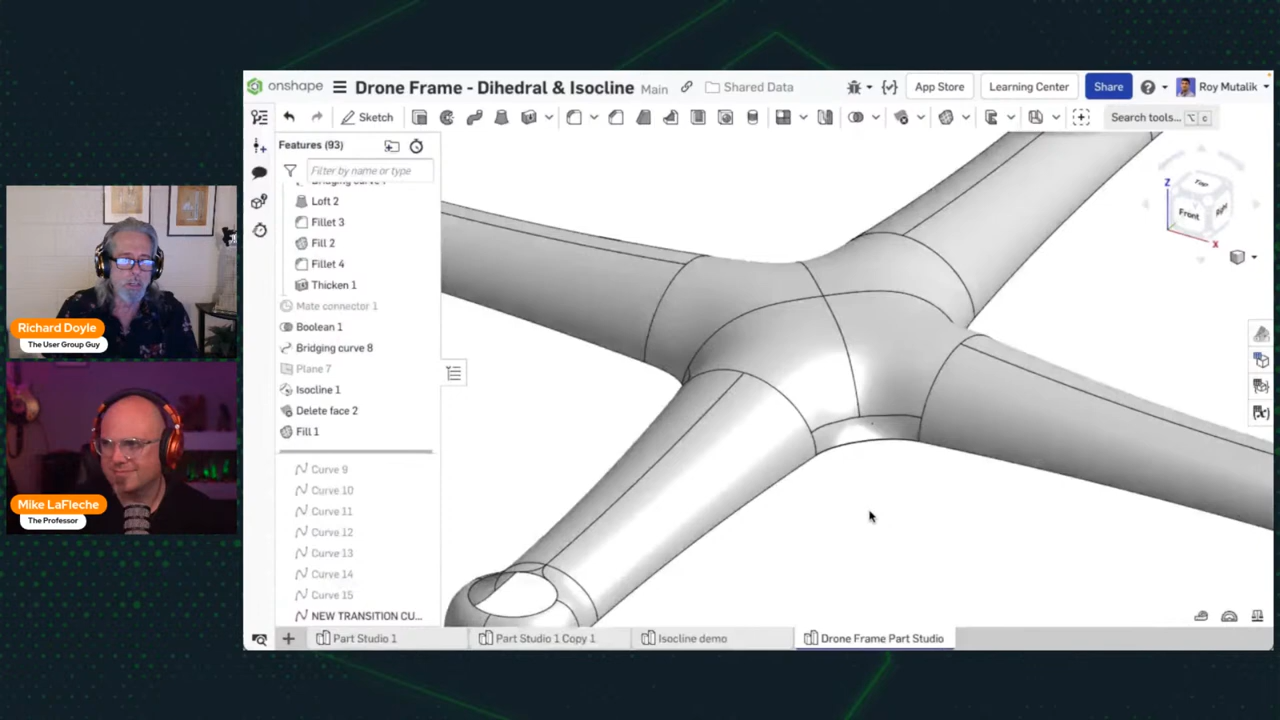 onshape
Drone Frame - Dihedral & Isocline Main
Shared Data
App Store
Learning Center
Share
Roy Mutalik
Sketch
Search tools...
⌥ c
Features (93)
Filter by name or type
Loft 2
Fillet 3
Fill 2
Fillet 4
Thicken 1
Mate connector 1
Boolean 1
Bridging curve 8
Plane 7
Isocline 1
Delete face 2
Fill 1
Curve 9
Curve 10
Curve 11
Curve 12
Curve 13
Curve 14
Curve 15
NEW TRANSITION CU...
Z
Top
Front
Right
X
Richard Doyle
The User Group Guy
Mike LaFleche
The Professor
Part Studio 1
Part Studio 1 Copy 1
Isocline demo
Drone Frame Part Studio